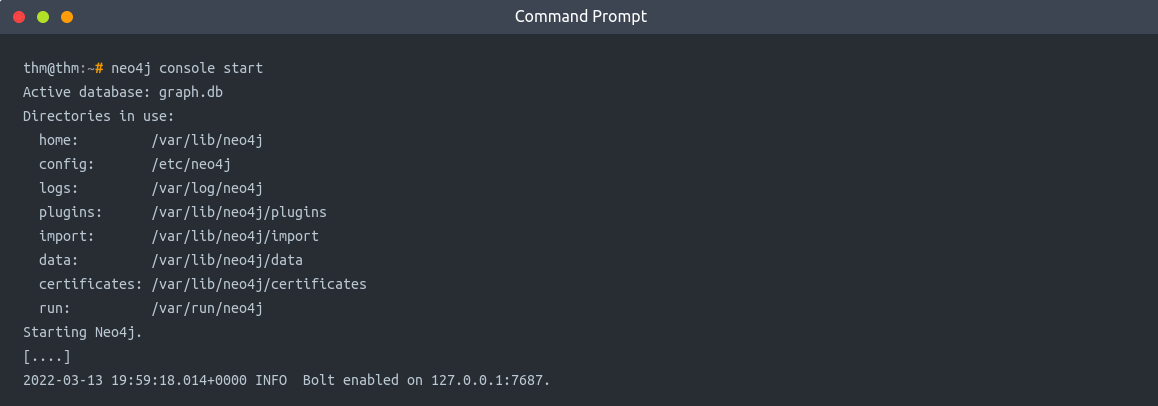 Command Prompt
thm@thm:~# neo4j console start
Active database: graph.db
Directories in use:
  home:         /var/lib/neo4j
  config:       /etc/neo4j
  logs:         /var/log/neo4j
  plugins:      /var/lib/neo4j/plugins
  import:       /var/lib/neo4j/import
  data:         /var/lib/neo4j/data
  certificates: /var/lib/neo4j/certificates
  run:          /var/run/neo4j
Starting Neo4j.
[....]
2022-03-13 19:59:18.014+0000 INFO  Bolt enabled on 127.0.0.1:7687.